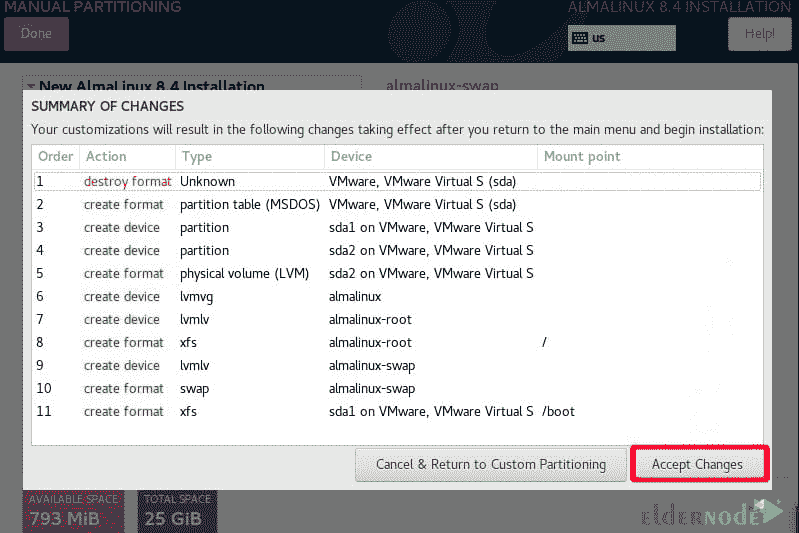 MANUAL PARTITIONING
ALMALINUX 8.4 INSTALLATION
Done
us
Help!
New AlmaLinux 8.4 Installation
almalinux-swap
SUMMARY OF CHANGES
Your customizations will result in the following changes taking effect after you return to the main menu and begin installation:
Order Action Type Device Mount point
1 destroy format Unknown VMware, VMware Virtual S (sda)
2 create format partition table (MSDOS) VMware, VMware Virtual S (sda)
3 create device partition sda1 on VMware, VMware Virtual S
4 create device partition sda2 on VMware, VMware Virtual S
5 create format physical volume (LVM) sda2 on VMware, VMware Virtual S
6 create device lvmvg almalinux
7 create device lvmlv almalinux-root
8 create format xfs almalinux-root /
9 create device lvmlv almalinux-swap
10 create format swap almalinux-swap
11 create format xfs sda1 on VMware, VMware Virtual S /boot
Cancel & Return to Custom Partitioning
Accept Changes
AVAILABLE SPACE
793 MiB
TOTAL SPACE
25 GiB
elderNode